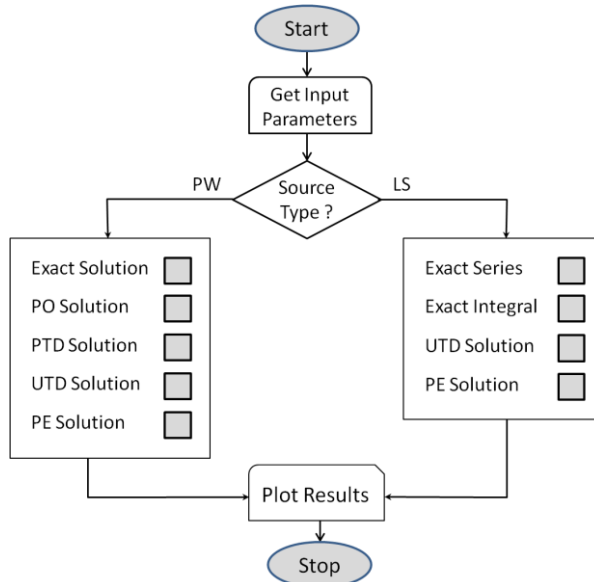 Start
Get Input
Parameters
PW
Source
Type ?
LS
Exact Solution
PO Solution
PTD Solution
UTD Solution
PE Solution
Exact Series
Exact Integral
UTD Solution
PE Solution
Plot Results
Stop